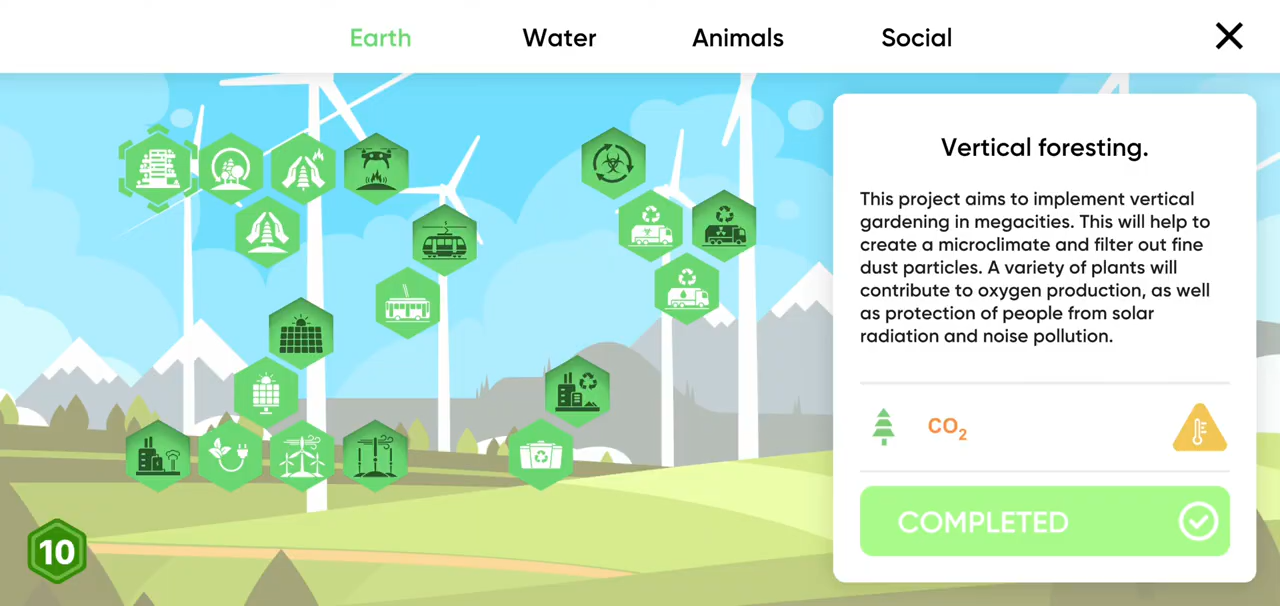 Earth Water Animals Social
Vertical foresting.
This project aims to implement vertical
gardening in megacities. This will help to
create a microclimate and filter out fine
dust particles. A variety of plants will
contribute to oxygen production, as well
as protection of people from solar
radiation and noise pollution.
CO₂
COMPLETED
10